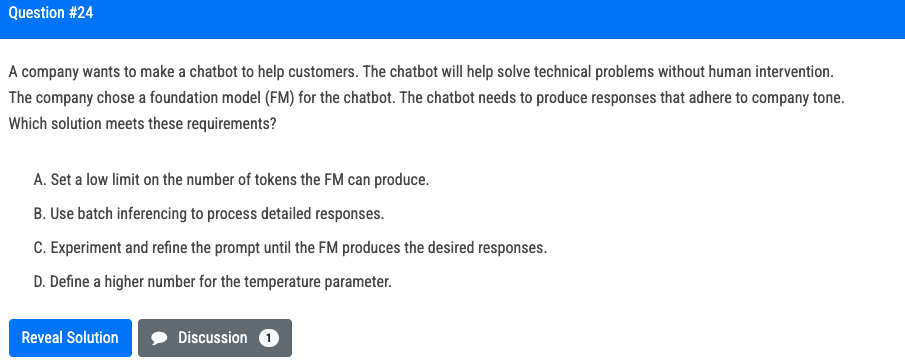 Question #24
A company wants to make a chatbot to help customers. The chatbot will help solve technical problems without human intervention.
The company chose a foundation model (FM) for the chatbot. The chatbot needs to produce responses that adhere to company tone.
Which solution meets these requirements?
A. Set a low limit on the number of tokens the FM can produce.
B. Use batch inferencing to process detailed responses.
C. Experiment and refine the prompt until the FM produces the desired responses.
D. Define a higher number for the temperature parameter.
Reveal Solution Discussion 1